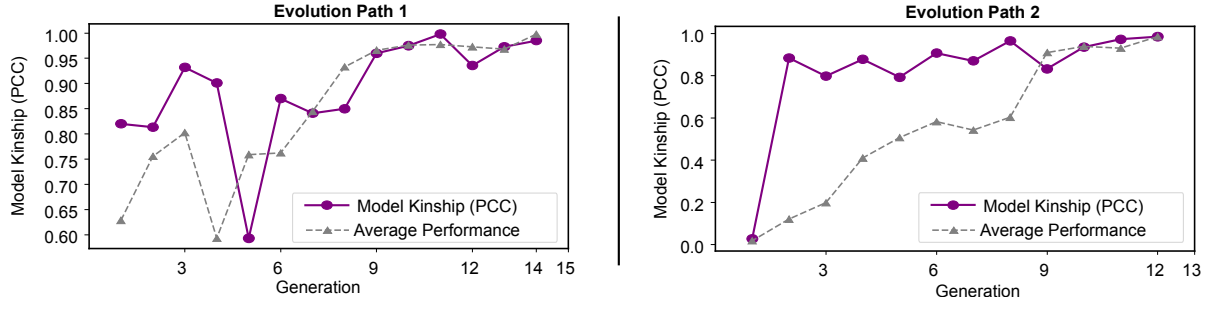 Evolution Path 1
Model Kinship (PCC)
1.00
0.95
0.90
0.85
0.80
0.75
0.70
0.65
0.60
Model Kinship (PCC)
Average Performance
3 6 9 12 14 15
Generation
Evolution Path 2
Model Kinship (PCC)
1.0
0.8
0.6
0.4
0.2
0.0
Model Kinship (PCC)
Average Performance
3 6 9 12 13
Generation